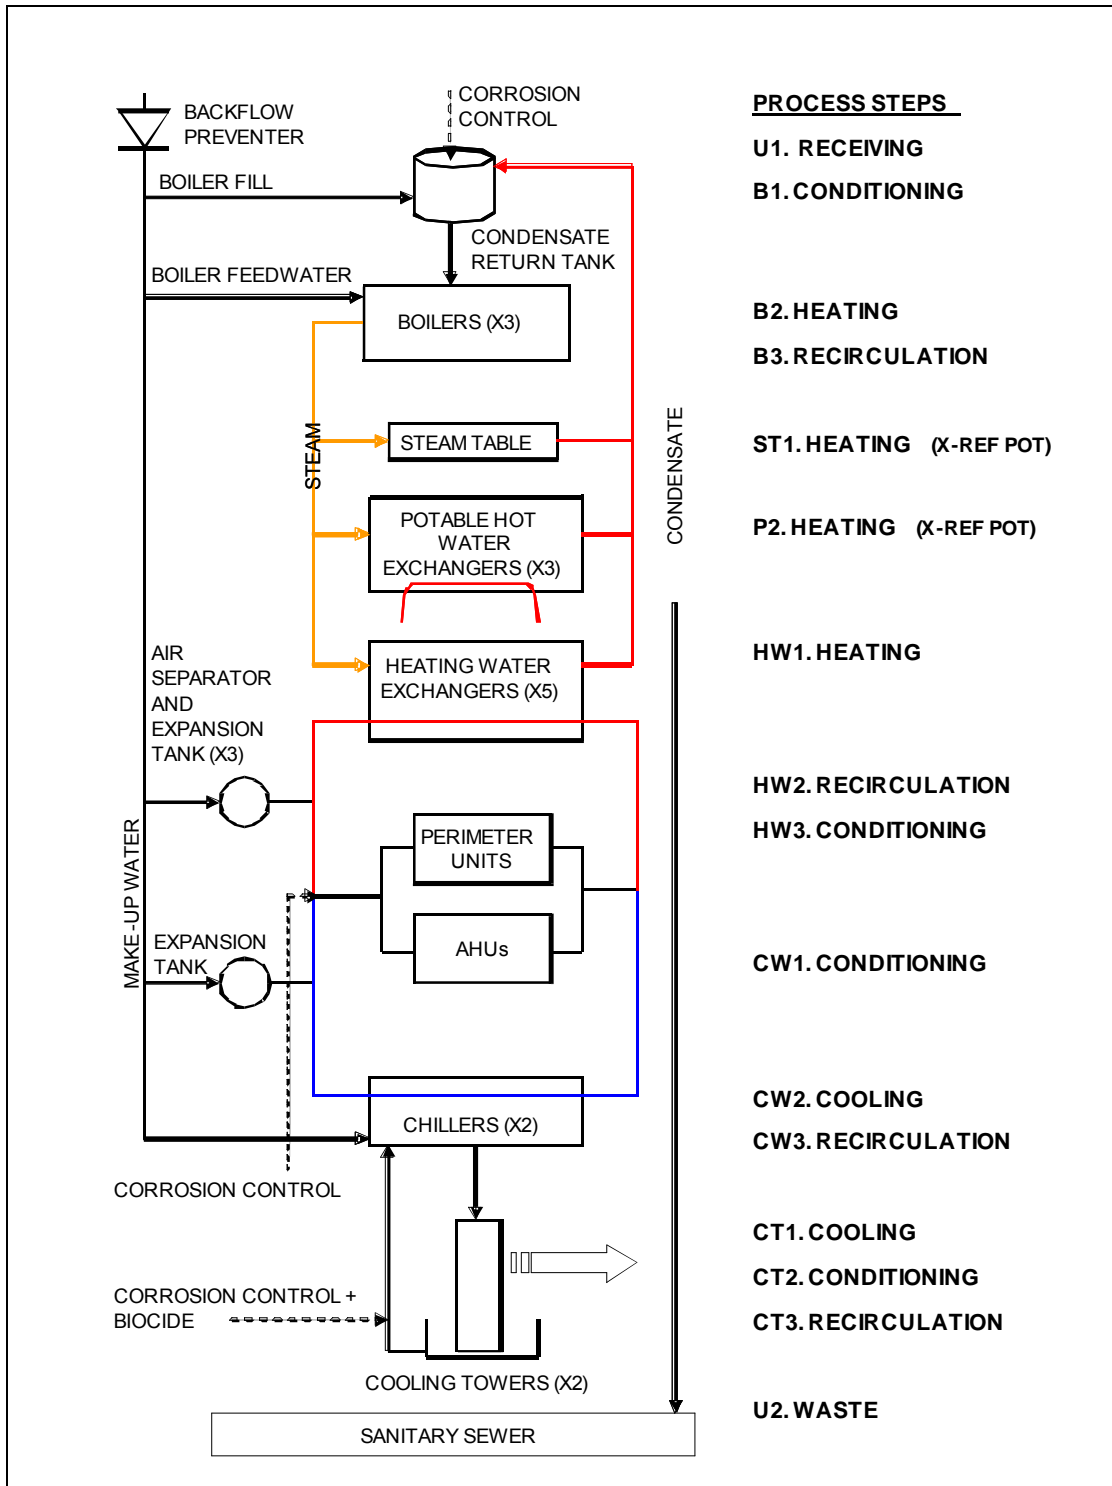 CORROSION
CONTROL
BACKFLOW
PREVENTER
BOILER FILL
CONDENSATE
RETURN TANK
BOILER FEEDWATER
BOILERS (X3)
STEAM
STEAM TABLE
POTABLE HOT
WATER
EXCHANGERS (X3)
CONDENSATE
AIR
SEPARATOR
AND
EXPANSION
TANK (X3)
HEATING WATER
EXCHANGERS (X5)
MAKE-UP WATER
PERIMETER
UNITS
EXPANSION
TANK
AHUs
CHILLERS (X2)
CORROSION CONTROL
CORROSION CONTROL +
BIOCIDE
COOLING TOWERS (X2)
SANITARY SEWER
PROCESS STEPS
U1. RECEIVING
B1. CONDITIONING
B2. HEATING
B3. RECIRCULATION
ST1. HEATING (X-REF POT)
P2. HEATING (X-REF POT)
HW1. HEATING
HW2. RECIRCULATION
HW3. CONDITIONING
CW1. CONDITIONING
CW2. COOLING
CW3. RECIRCULATION
CT1. COOLING
CT2. CONDITIONING
CT3. RECIRCULATION
U2. WASTE